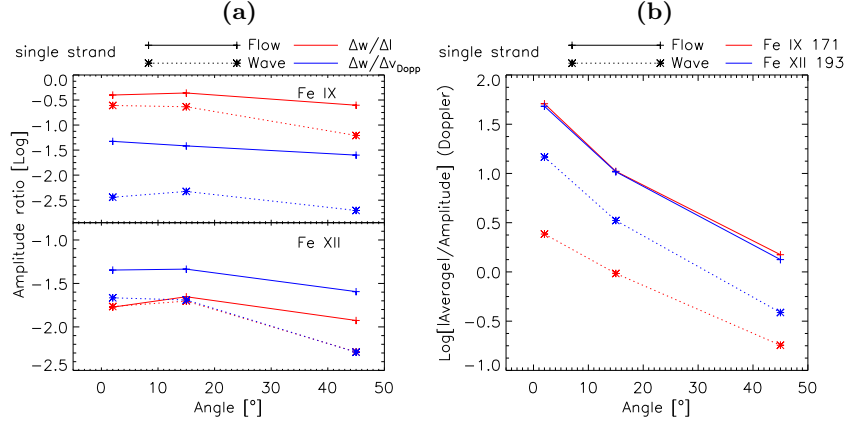 (a)
single strand
Flow
Δw/Δl
Wave
Δw/Δv_Dopp
Fe IX
0.0
−0.5
−1.0
−1.5
−2.0
−2.5
Fe XII
−1.0
−1.5
−2.0
−2.5
Amplitude ratio [Log]
0
10
20
30
40
50
Angle [°]
(b)
single strand
Flow
Fe IX 171
Wave
Fe XII 193
2.0
1.5
1.0
0.5
0.0
−0.5
−1.0
Log[|Average|/Amplitude] (Doppler)
0
10
20
30
40
50
Angle [°]